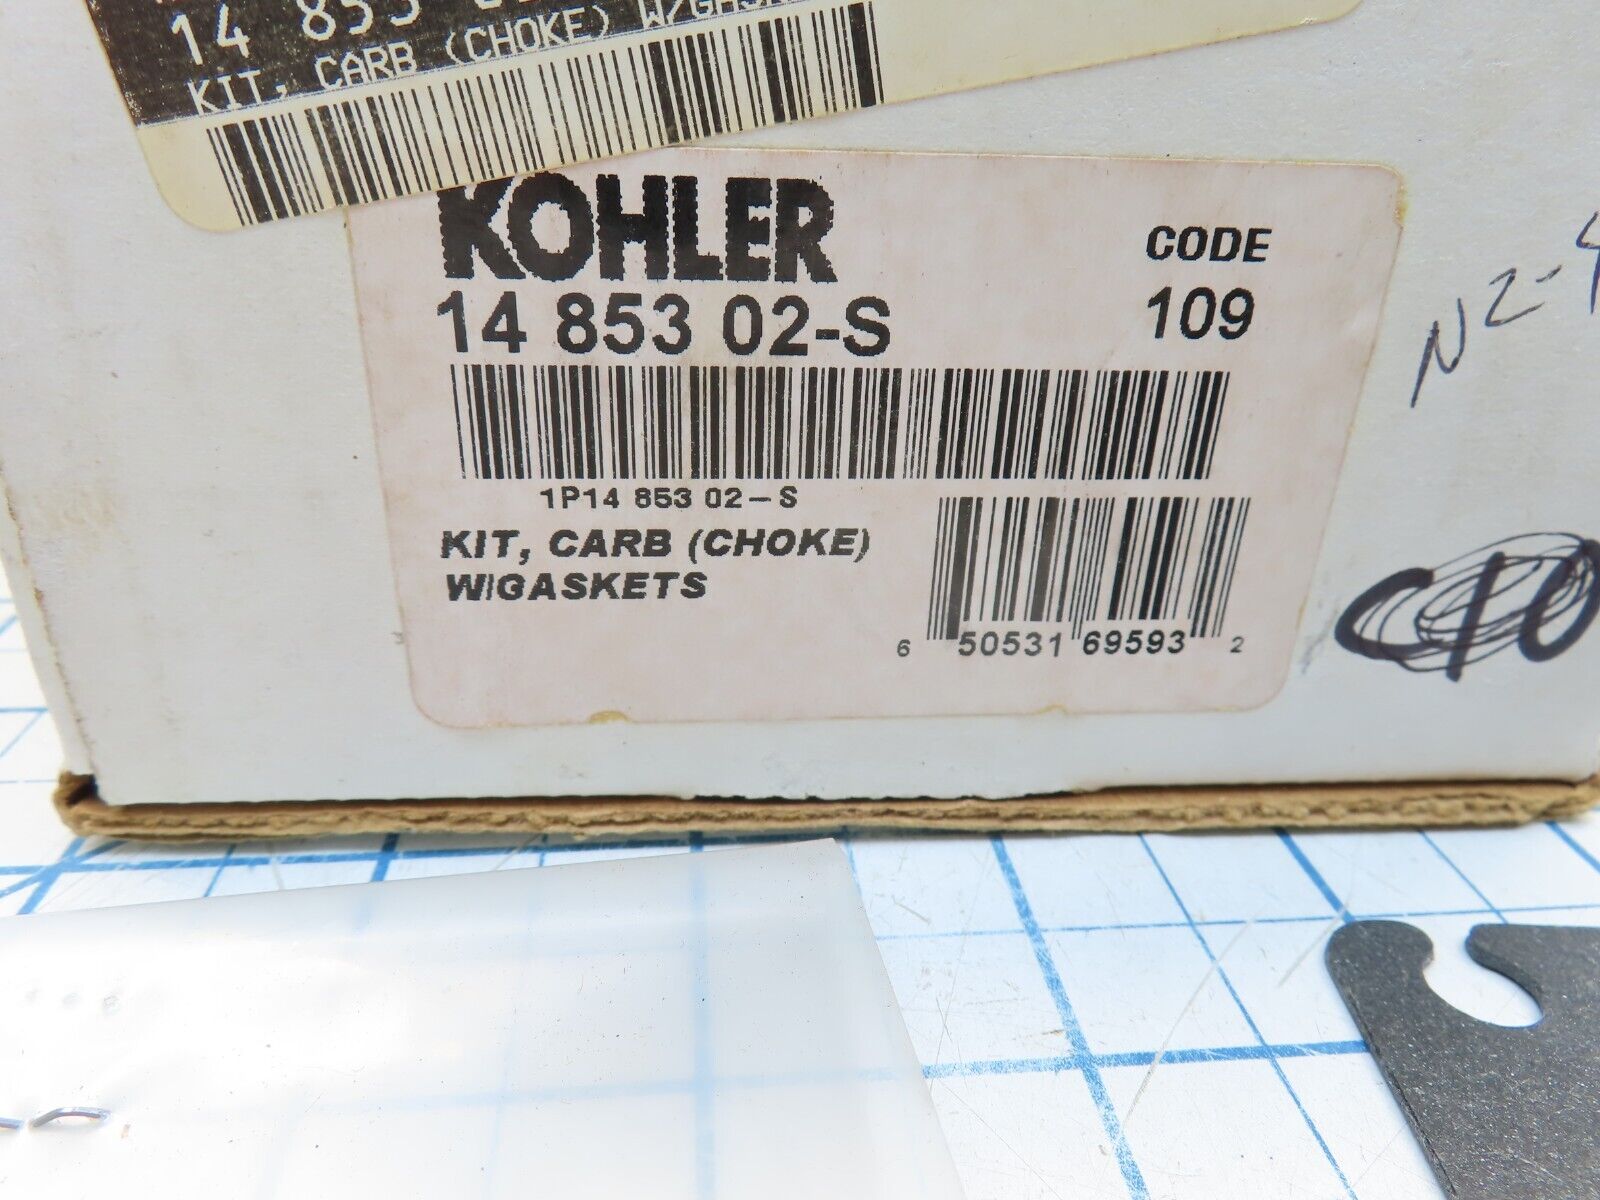 14 853
KIT, CARB (CHOKE)
KOHLER
CODE
14 853 02-S
109
1P14 853 02-S
KIT, CARB (CHOKE)
W/GASKETS
6 50531 69593 2
C10